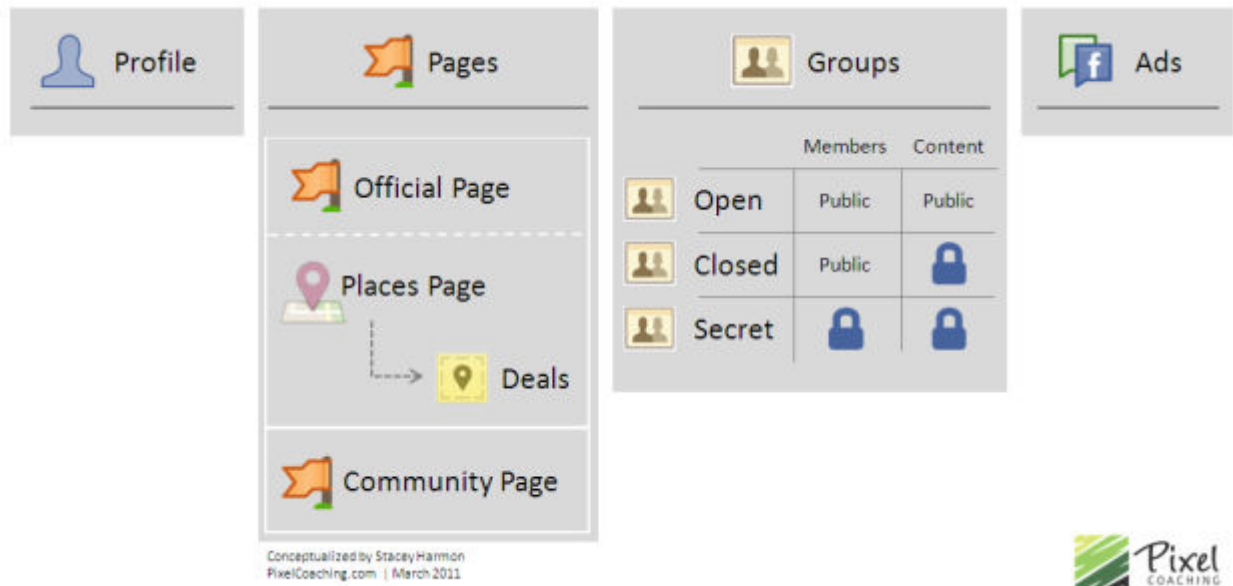 Profile
Pages
Official Page
Places Page
Deals
Community Page
Groups
Members Content
Open Public Public
Closed Public
Secret
f Ads
Conceptualized by Stacey Harmon
PixelCoaching.com | March 2011
Pixel
COACHING